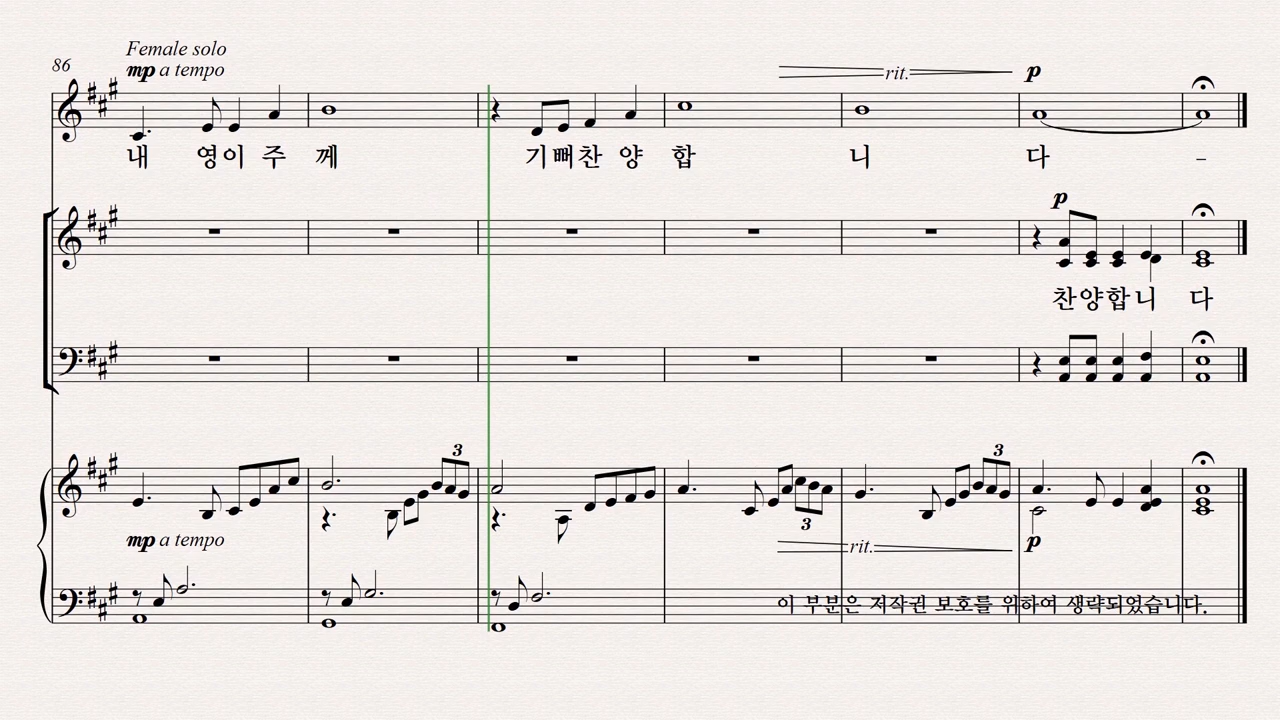 Female solo
86
mp a tempo
rit.
p
내 영이 주 께 기뻐찬 양 합 니 다 –
p
찬양합니 다
3
3
3
mp a tempo
rit.
p
이 부분은 저작권 보호를 위하여 생략되었습니다.